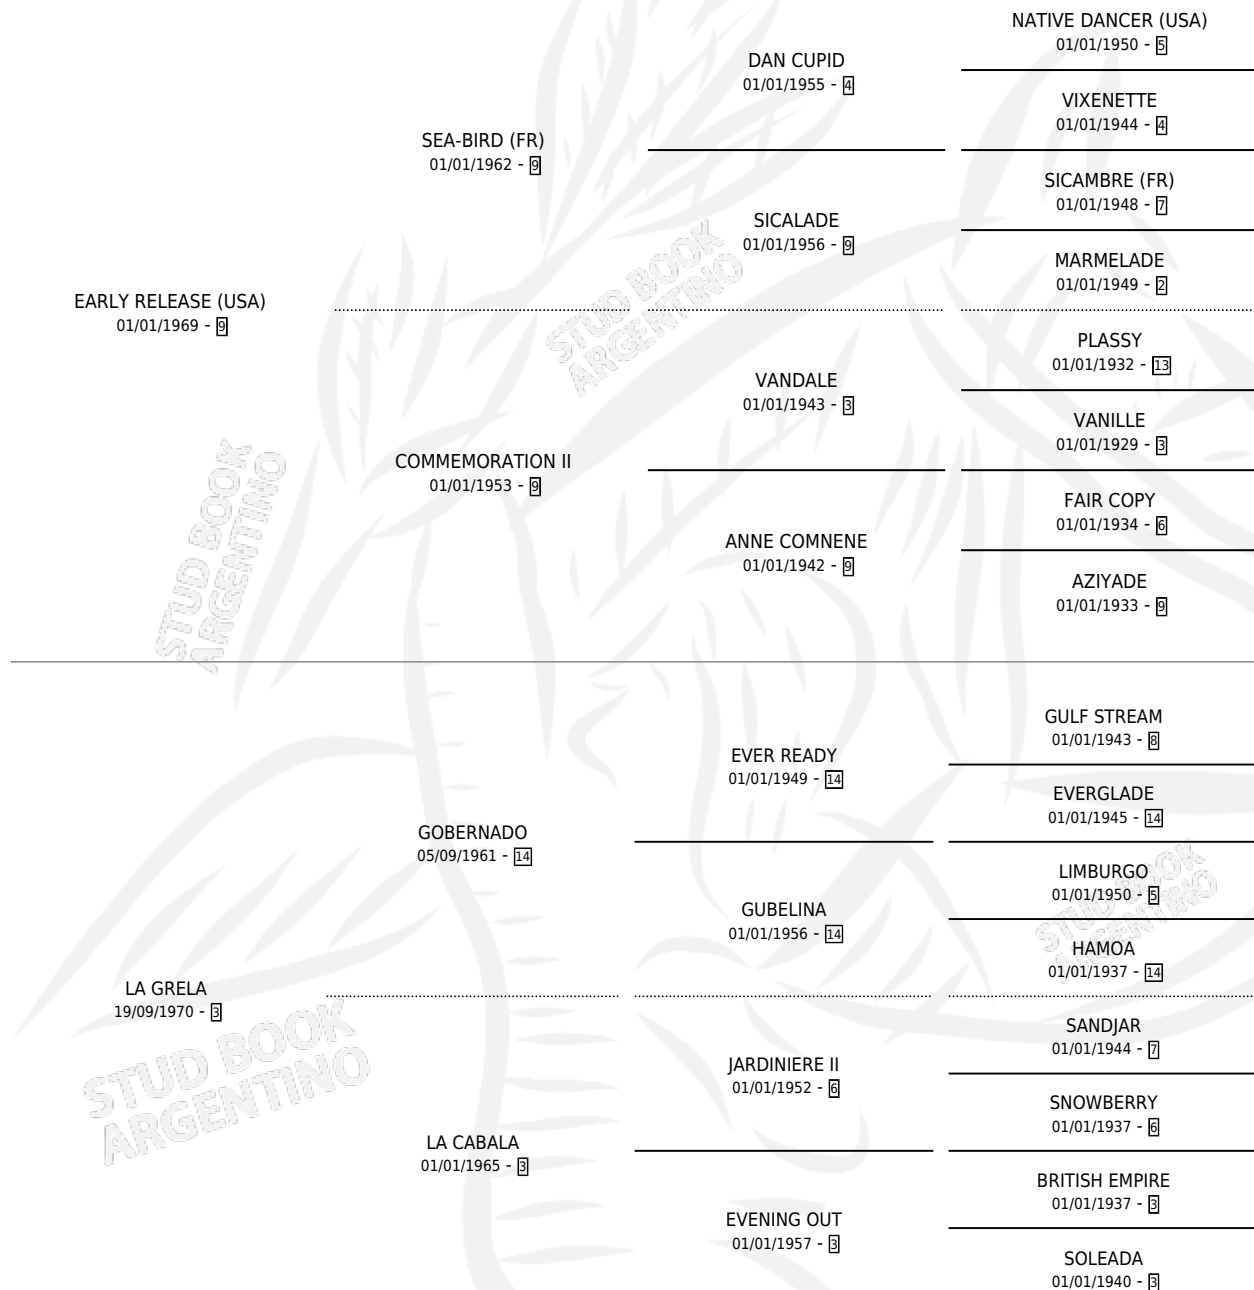 NATIVE DANCER (USA)
01/01/1950 - 5
DAN CUPID
01/01/1955 - 4
VIXENETTE
01/01/1944 - 4
SEA-BIRD (FR)
01/01/1962 - 9
SICAMBRE (FR)
01/01/1948 - 7
SICALADE
01/01/1956 - 9
MARMELADE
01/01/1949 - 2
EARLY RELEASE (USA)
01/01/1969 - 9
PLASSY
01/01/1932 - 13
VANDALE
01/01/1943 - 3
VANILLE
01/01/1929 - 3
COMMEMORATION II
01/01/1953 - 9
FAIR COPY
01/01/1934 - 6
ANNE COMNENE
01/01/1942 - 9
AZIYADE
01/01/1933 - 9
STUD BOOK
ARGENTINO
STUD BOOK
ARGENTINO
GULF STREAM
01/01/1943 - 8
EVER READY
01/01/1949 - 14
EVERGLADE
01/01/1945 - 14
GOBERNADO
05/09/1961 - 14
LIMBURGO
01/01/1950 - 5
GUBELINA
01/01/1956 - 14
HAMOA
01/01/1937 - 14
LA GRELA
19/09/1970 - 3
SANDJAR
01/01/1944 - 7
JARDINIERE II
01/01/1952 - 6
SNOWBERRY
01/01/1937 - 6
LA CABALA
01/01/1965 - 3
BRITISH EMPIRE
01/01/1937 - 3
EVENING OUT
01/01/1957 - 3
SOLEADA
01/01/1940 - 3
STUD BOOK
ARGENTINO
STUD BOOK
ARGENTINO